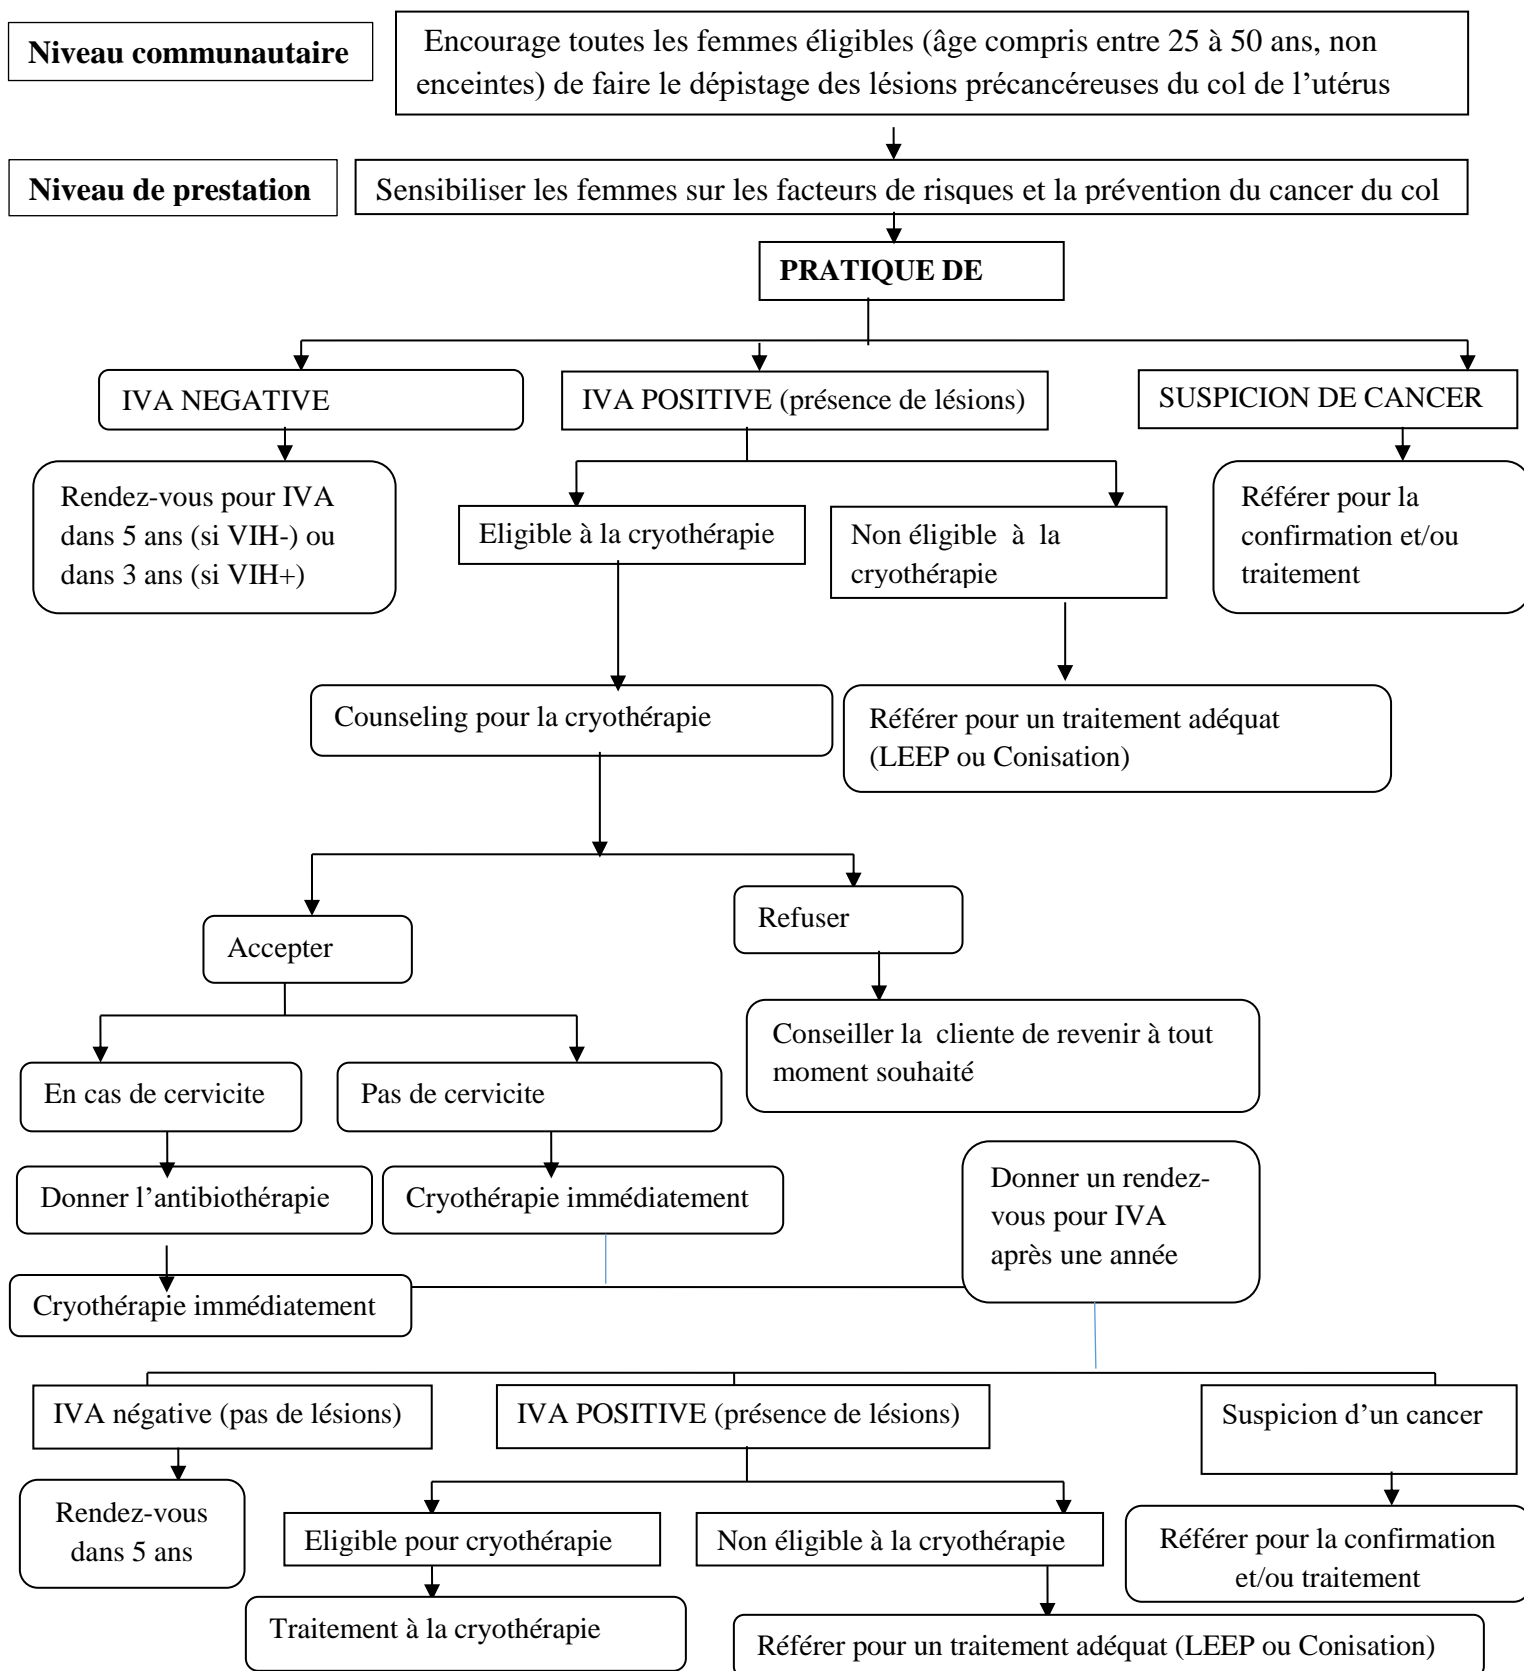 Niveau communautaire
Encourage toutes les femmes éligibles (âge compris entre 25 à 50 ans, non
enceintes) de faire le dépistage des lésions précancéreuses du col de l’utérus
Niveau de prestation
Sensibiliser les femmes sur les facteurs de risques et la prévention du cancer du col
PRATIQUE DE
IVA NEGATIVE
IVA POSITIVE (présence de lésions)
SUSPICION DE CANCER
Rendez-vous pour IVA
dans 5 ans (si VIH-) ou
dans 3 ans (si VIH+)
Eligible à la cryothérapie
Non éligible à la
cryothérapie
Référer pour la
confirmation et/ou
traitement
Counseling pour la cryothérapie
Référer pour un traitement adéquat
(LEEP ou Conisation)
Accepter
Refuser
Conseiller la cliente de revenir à tout
moment souhaité
En cas de cervicite
Pas de cervicite
Donner l’antibiothérapie
Cryothérapie immédiatement
Donner un rendez-
vous pour IVA
après une année
Cryothérapie immédiatement
IVA négative (pas de lésions)
IVA POSITIVE (présence de lésions)
Suspicion d’un cancer
Rendez-vous
dans 5 ans
Eligible pour cryothérapie
Non éligible à la cryothérapie
Référer pour la confirmation
et/ou traitement
Traitement à la cryothérapie
Référer pour un traitement adéquat (LEEP ou Conisation)